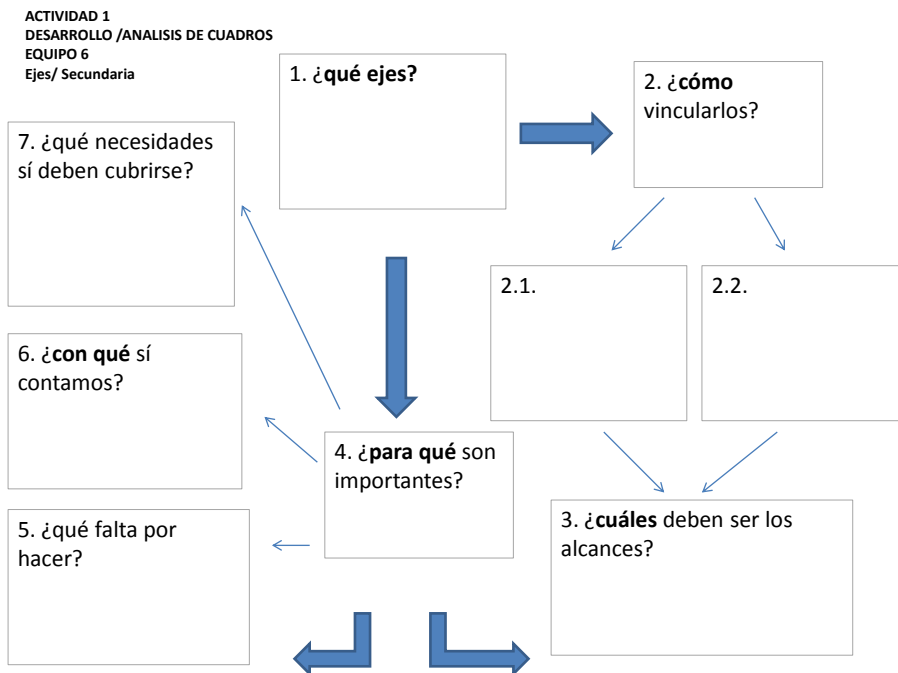 ACTIVIDAD 1
DESARROLLO /ANALISIS DE CUADROS
EQUIPO 6
Ejes/ Secundaria
1. ¿qué ejes?
2. ¿cómo
vincularlos?
7. ¿qué necesidades
sí deben cubrirse?
2.1.
2.2.
6. ¿con qué sí
contamos?
4. ¿para qué son
importantes?
3. ¿cuáles deben ser los
alcances?
5. ¿qué falta por
hacer?